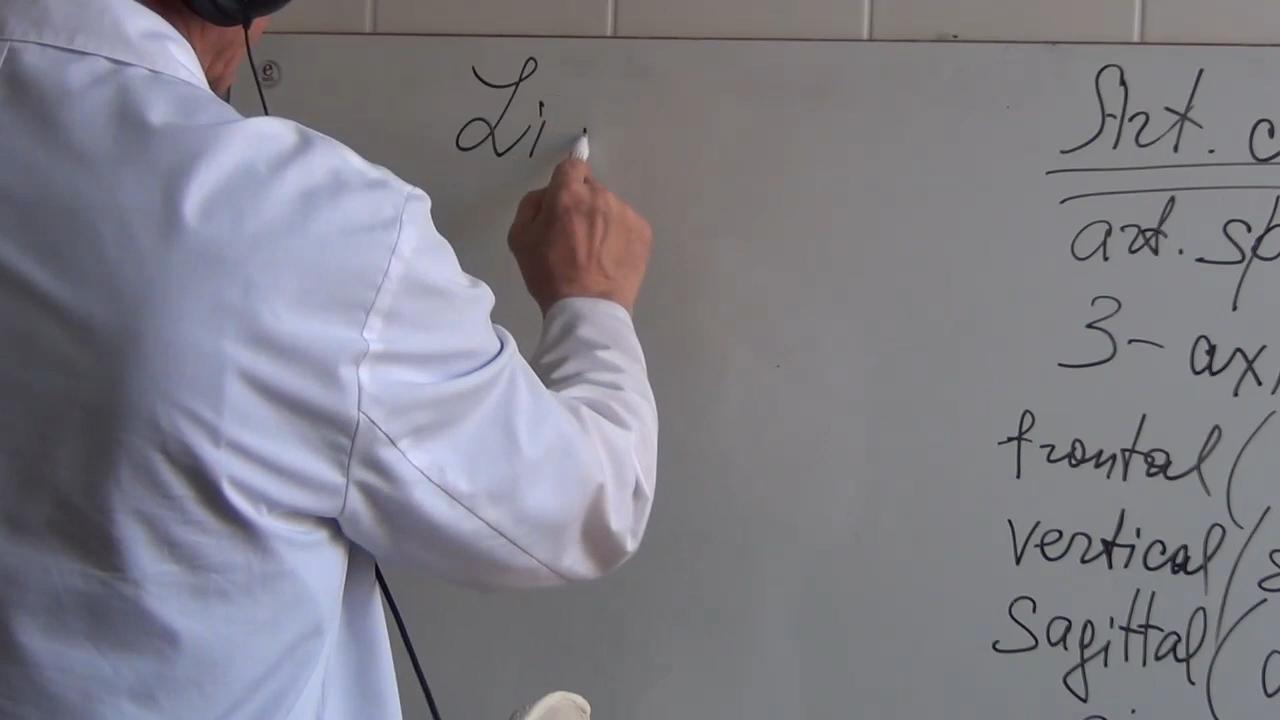 Li
Art. c
art. sp
3- ax
frontal (
vertical (
Sagittal (